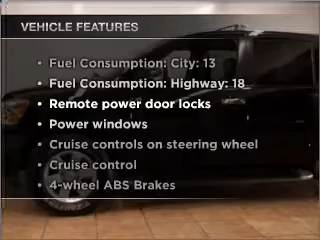 VEHICLE FEATURES
• Fuel Consumption: City: 13
• Fuel Consumption: Highway: 18
• Remote power door locks
• Power windows
• Cruise controls on steering wheel
• Cruise control
• 4-wheel ABS Brakes